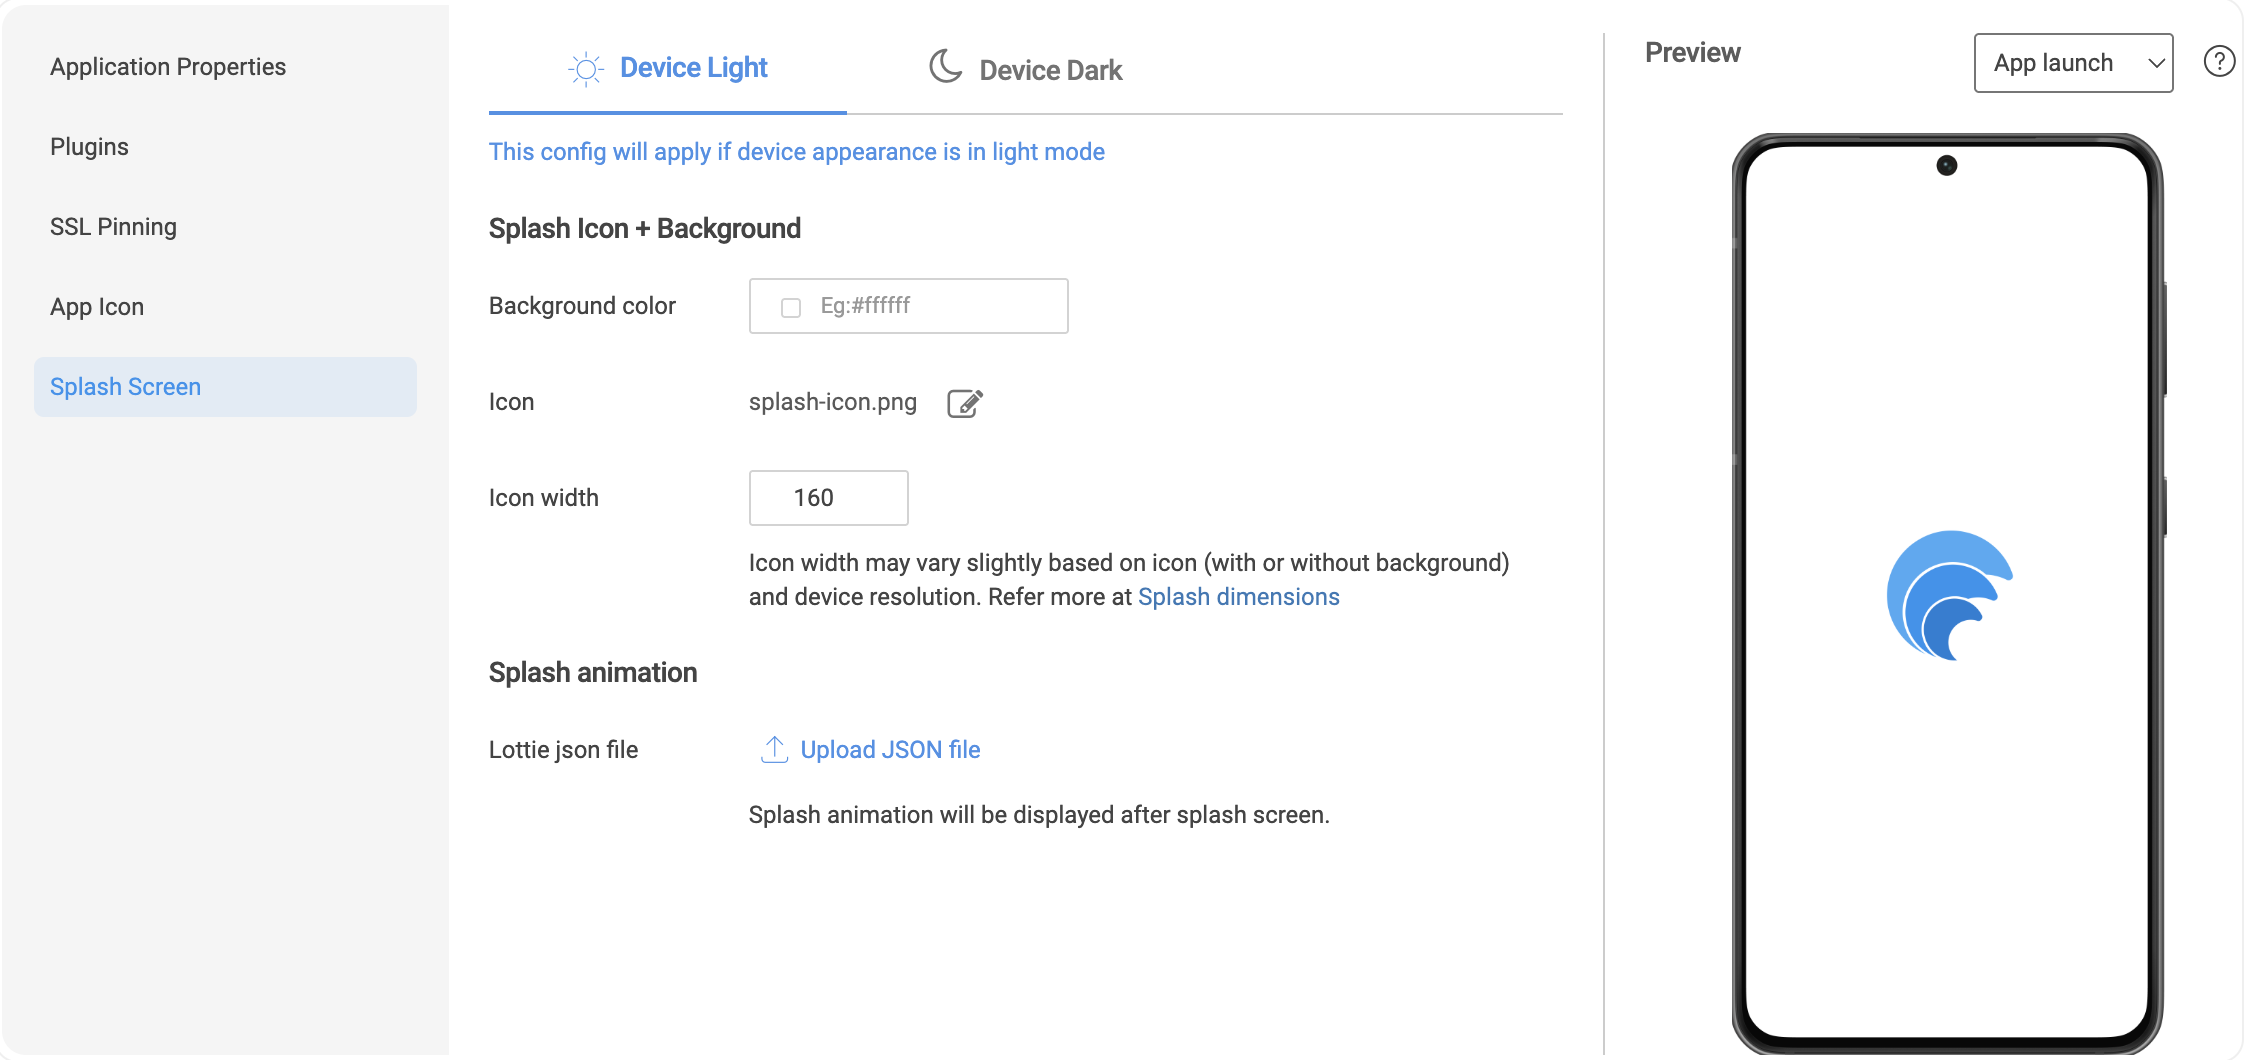 Application Properties
Plugins
SSL Pinning
App Icon
Splash Screen
Device Light
Device Dark
This config will apply if device appearance is in light mode
Splash Icon + Background
Background color
Eg:#ffffff
Icon
splash-icon.png
Icon width
160
Icon width may vary slightly based on icon (with or without background)
and device resolution. Refer more at Splash dimensions
Splash animation
Lottie json file
Upload JSON file
Splash animation will be displayed after splash screen.
Preview
App launch
?